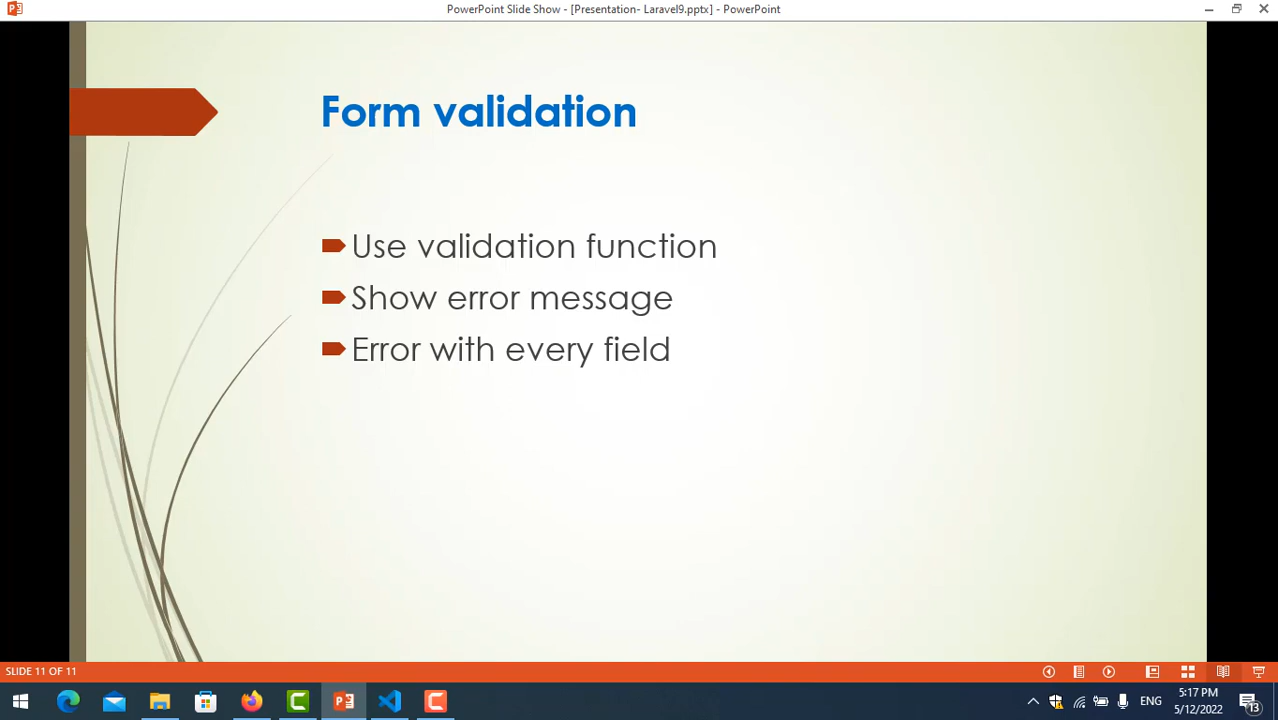 PowerPoint Slide Show - [Presentation- Laravel9.pptx] - PowerPoint
Form validation
Use validation function
Show error message
Error with every field
SLIDE 11 OF 11
ENG
5:17 PM
5/12/2022
13